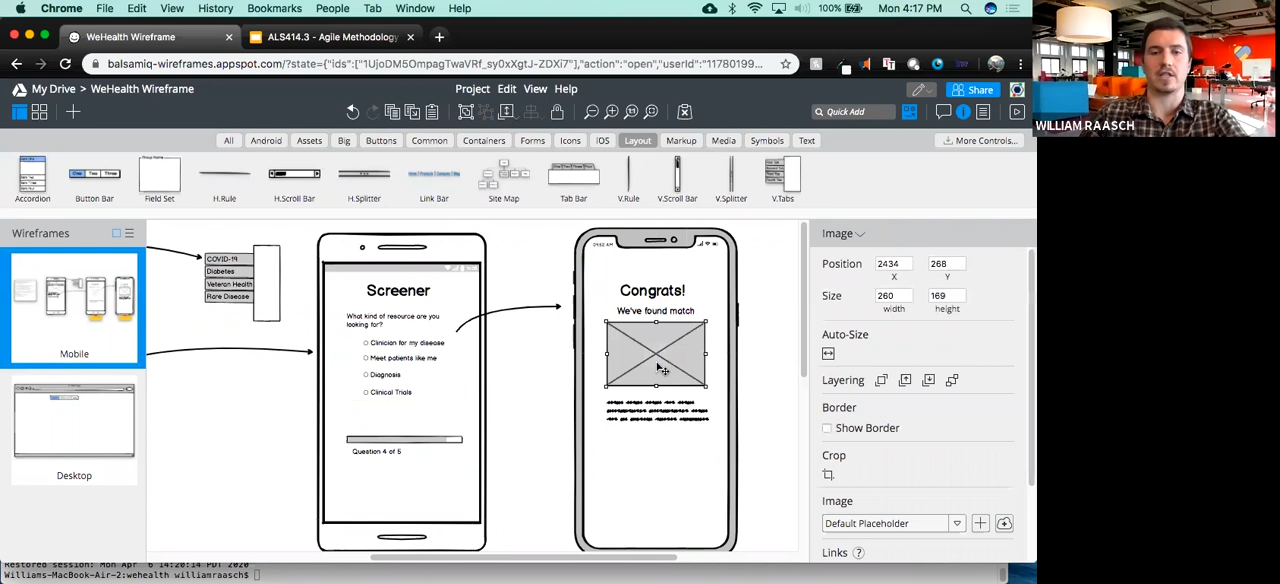 Chrome File Edit View History Bookmarks People Tab Window Help 100% Mon 4:17 PM
WeHealth Wireframe ALS414.3 - Agile Methodology
balsamiq-wireframes.appspot.com/?state={"ids":["1UjoDM5OmpagTwaVRf_sy0xXgtJ-ZDXi7"],"action":"open","userId":"11780199...
My Drive > WeHealth Wireframe Project Edit View Help Share
Quick Add
All Android Assets Big Buttons Common Containers Forms Icons iOS Layout Markup Media Symbols Text More Controls...
Accordion Button Bar Field Set H.Rule H.Scroll Bar H.Splitter Link Bar Site Map Tab Bar V.Rule V.Scroll Bar V.Splitter V.Tabs
WILLIAM RAASCH
Wireframes
Mobile
Desktop
COVID-19
Diabetes
Veteran Health
Rare Disease
Screener
What kind of resource are you
looking for?
Clinician for my disease
Meet patients like me
Diagnosis
Clinical Trials
Question 4 of 5
09:52 AM
Congrats!
We've found match
Image
Position 2434 268
X Y
Size 260 169
width height
Auto-Size
Layering
Border
Show Border
Crop
Image
Default Placeholder
Links ?
Restored session: Mon Apr 6 14:20:14 PDT 2020
Williams-MacBook-Air-2:wehealth williamraasch$